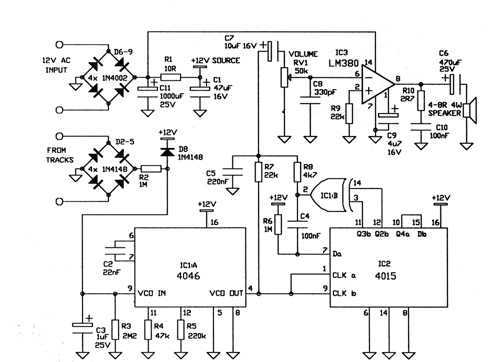 D6-9
12V AC
INPUT
4x
1N4002
R1
10R
+12V SOURCE
C11
1000uF
25V
C1
47uF
16V
C7
10uF 16V
VOLUME
RV1
50k
IC3
LM380
14
6
2
8
7
1
C8
330pF
R9
22k
C9
4u7
16V
C6
470uF
25V
R10
2R7
4-8R 4W
SPEAKER
C10
100nF
FROM
TRACKS
D2-5
4x
1N4148
+12V
D8
1N4148
R2
1M
C5
220nF
R7
22k
R8
4k7
2
IC1\B
14
3
+12V
R6
1M
C4
100nF
+12V
16
6
7
C2
22nF
IC1\A
4046
9
VCO IN
VCO OUT
4
11
12
5
8
C3
1uF
25V
R3
2M2
R4
47k
R5
220k
+12V
11
12
10
15
16
Q3b
Q2b
Q4a
Db
7
Da
1
CLK a
9
CLK b
IC2
4015
6
14
8